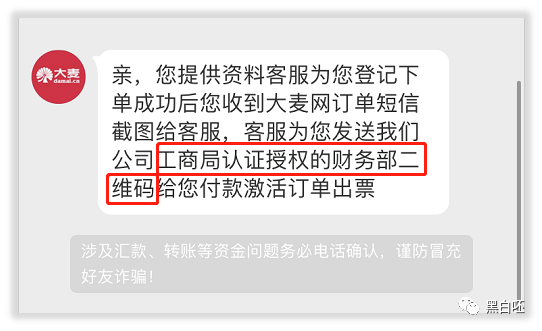 大麦
damai.cn
亲，您提供资料客服为您登记下
单成功后您收到大麦网订单短信
截图给客服，客服为您发送我们
公司工商局认证授权的财务部二
维码给您付款激活订单出票
涉及汇款、转账等资金问题务必电话确认，谨防冒充
好友诈骗！
黑白呸